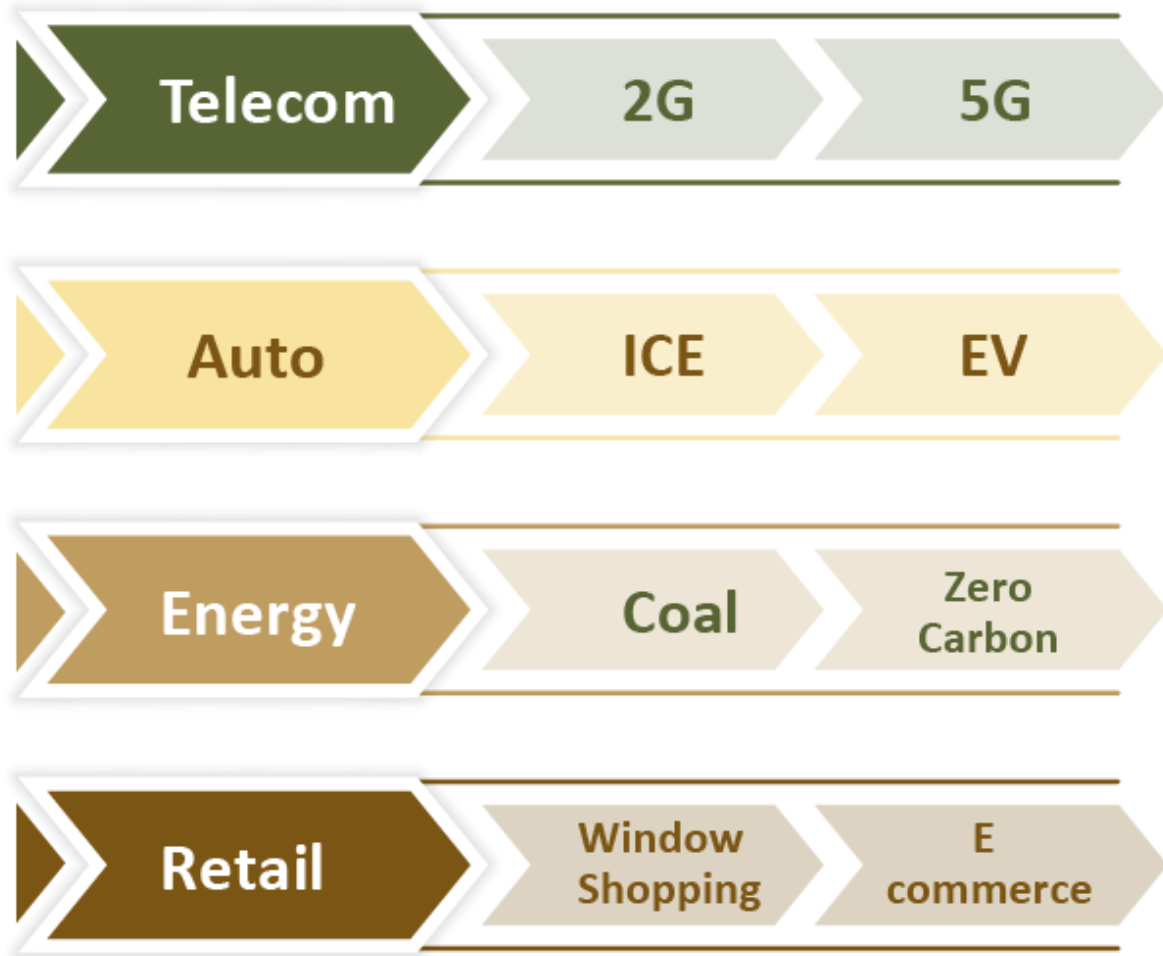 Telecom
2G
5G
Auto
ICE
EV
Energy
Coal
Zero
Carbon
Retail
Window
Shopping
E
commerce